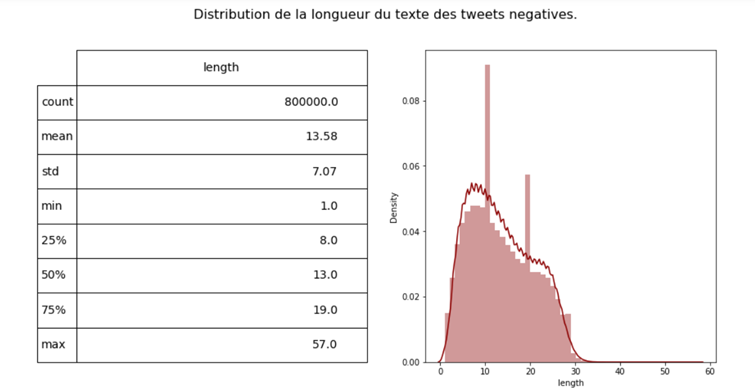 Distribution de la longueur du texte des tweets negatives.
length
count 800000.0
mean 13.58
std 7.07
min 1.0
25% 8.0
50% 13.0
75% 19.0
max 57.0
Density
0.08
0.06
0.04
0.02
0.00
0 10 20 30 40 50 60
length